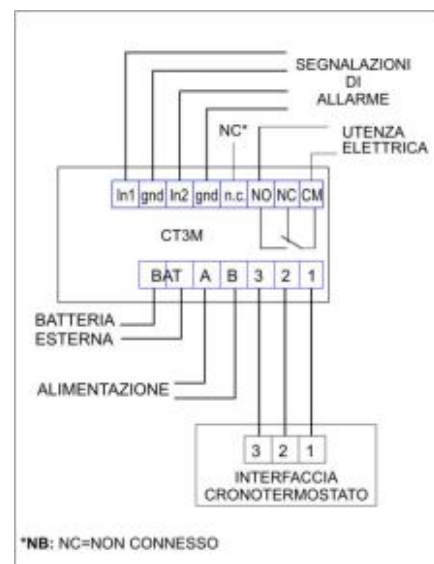 SEGNALAZIONI
DI
ALLARME
NC*
UTENZA
ELETTRICA
In1 gnd In2 gnd n.c. NO NC CM
CT3M
BAT A B 3 2 1
BATTERIA
ESTERNA
ALIMENTAZIONE
3 2 1
INTERFACCIA
CRONOTERMOSTATO
*NB: NC=NON CONNESSO